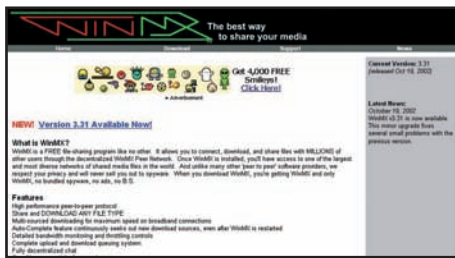 WINMX
The best way
to share your media
Home Download Support News
Get 4,000 FREE
Smileys!
Click Here!
Advertisement
NEW! Version 3.31 Available Now!
What is WinMX?
WinMX is a FREE file-sharing program like no other. It allows you to connect, download, and share files with MILLIONS of
other users through the decentralized WinMX Peer Network. Once WinMX is installed, you'll have access to one of the largest
and most diverse networks of shared media files in the world. And unlike many other 'peer to peer' software providers, we
respect your privacy and will never sell you out to spyware. When you download WinMX, you're getting WinMX and only
WinMX, no bundled spyware, no ads, no B.S.
Features
High performance peer-to-peer protocol
Share and DOWNLOAD ANY FILE TYPE
Multi-sourced downloading for maximum speed on broadband connections
Auto-Complete feature continuously seeks out new download sources, even after WinMX is restarted
Detailed bandwidth monitoring and throttling controls
Complete upload and download queuing system
Fully decentralized chat
Current Version: 3.31
(released Oct 18, 2002)
Latest News:
October 18, 2002
WinMX v3.31 is now available
This minor upgrade fixes
several small problems with the
previous version.